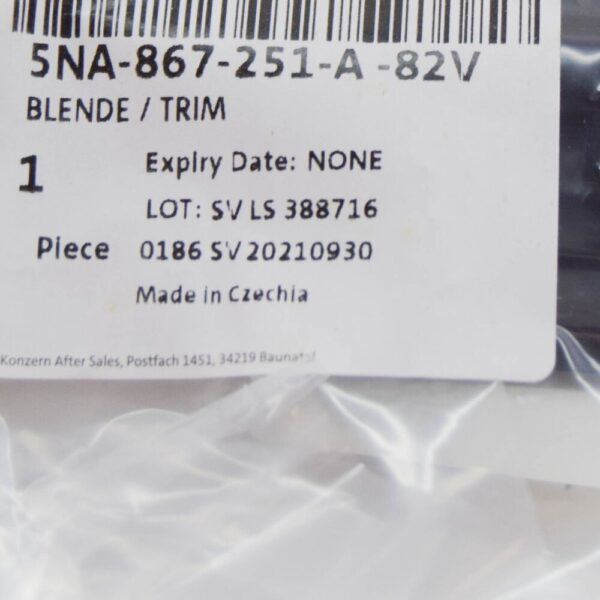 5NA-867-251-A -82V
BLENDE / TRIM
1
Expiry Date: NONE
LOT: SV LS 388716
Piece 0186 SV 20210930
Made in Czechia
Konzern After Sales, Postfach 1451, 34219 Baunatal